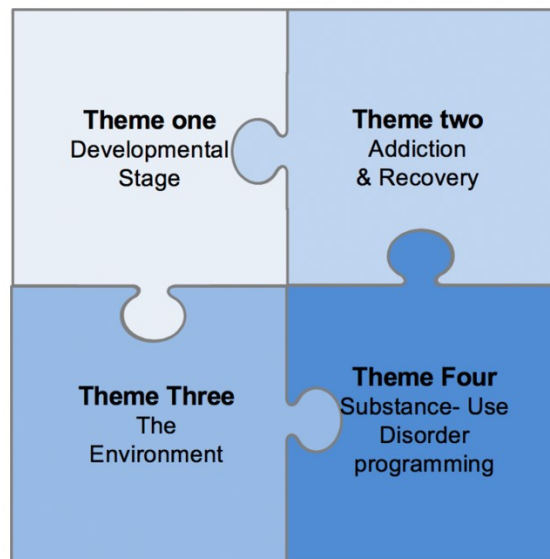 Theme one
Developmental
Stage
Theme two
Addiction
& Recovery
Theme Three
The
Environment
Theme Four
Substance- Use
Disorder
programming